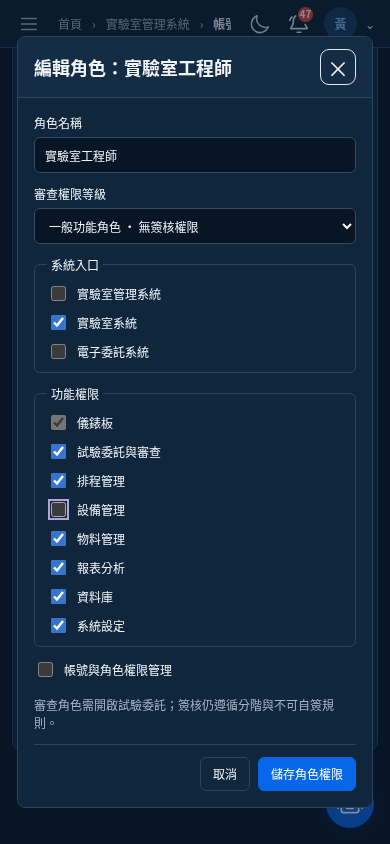 首頁 › 實驗室管理系統 › 帳
47
黃
編輯角色：實驗室工程師
角色名稱
實驗室工程師
審查權限等級
一般功能角色・無簽核權限
系統入口
實驗室管理系統
實驗室系統
電子委託系統
功能權限
儀錶板
試驗委託與審查
排程管理
設備管理
物料管理
報表分析
資料庫
系統設定
帳號與角色權限管理
審查角色需開啟試驗委託；簽核仍遵循分階與不可自簽規
則。
取消
儲存角色權限